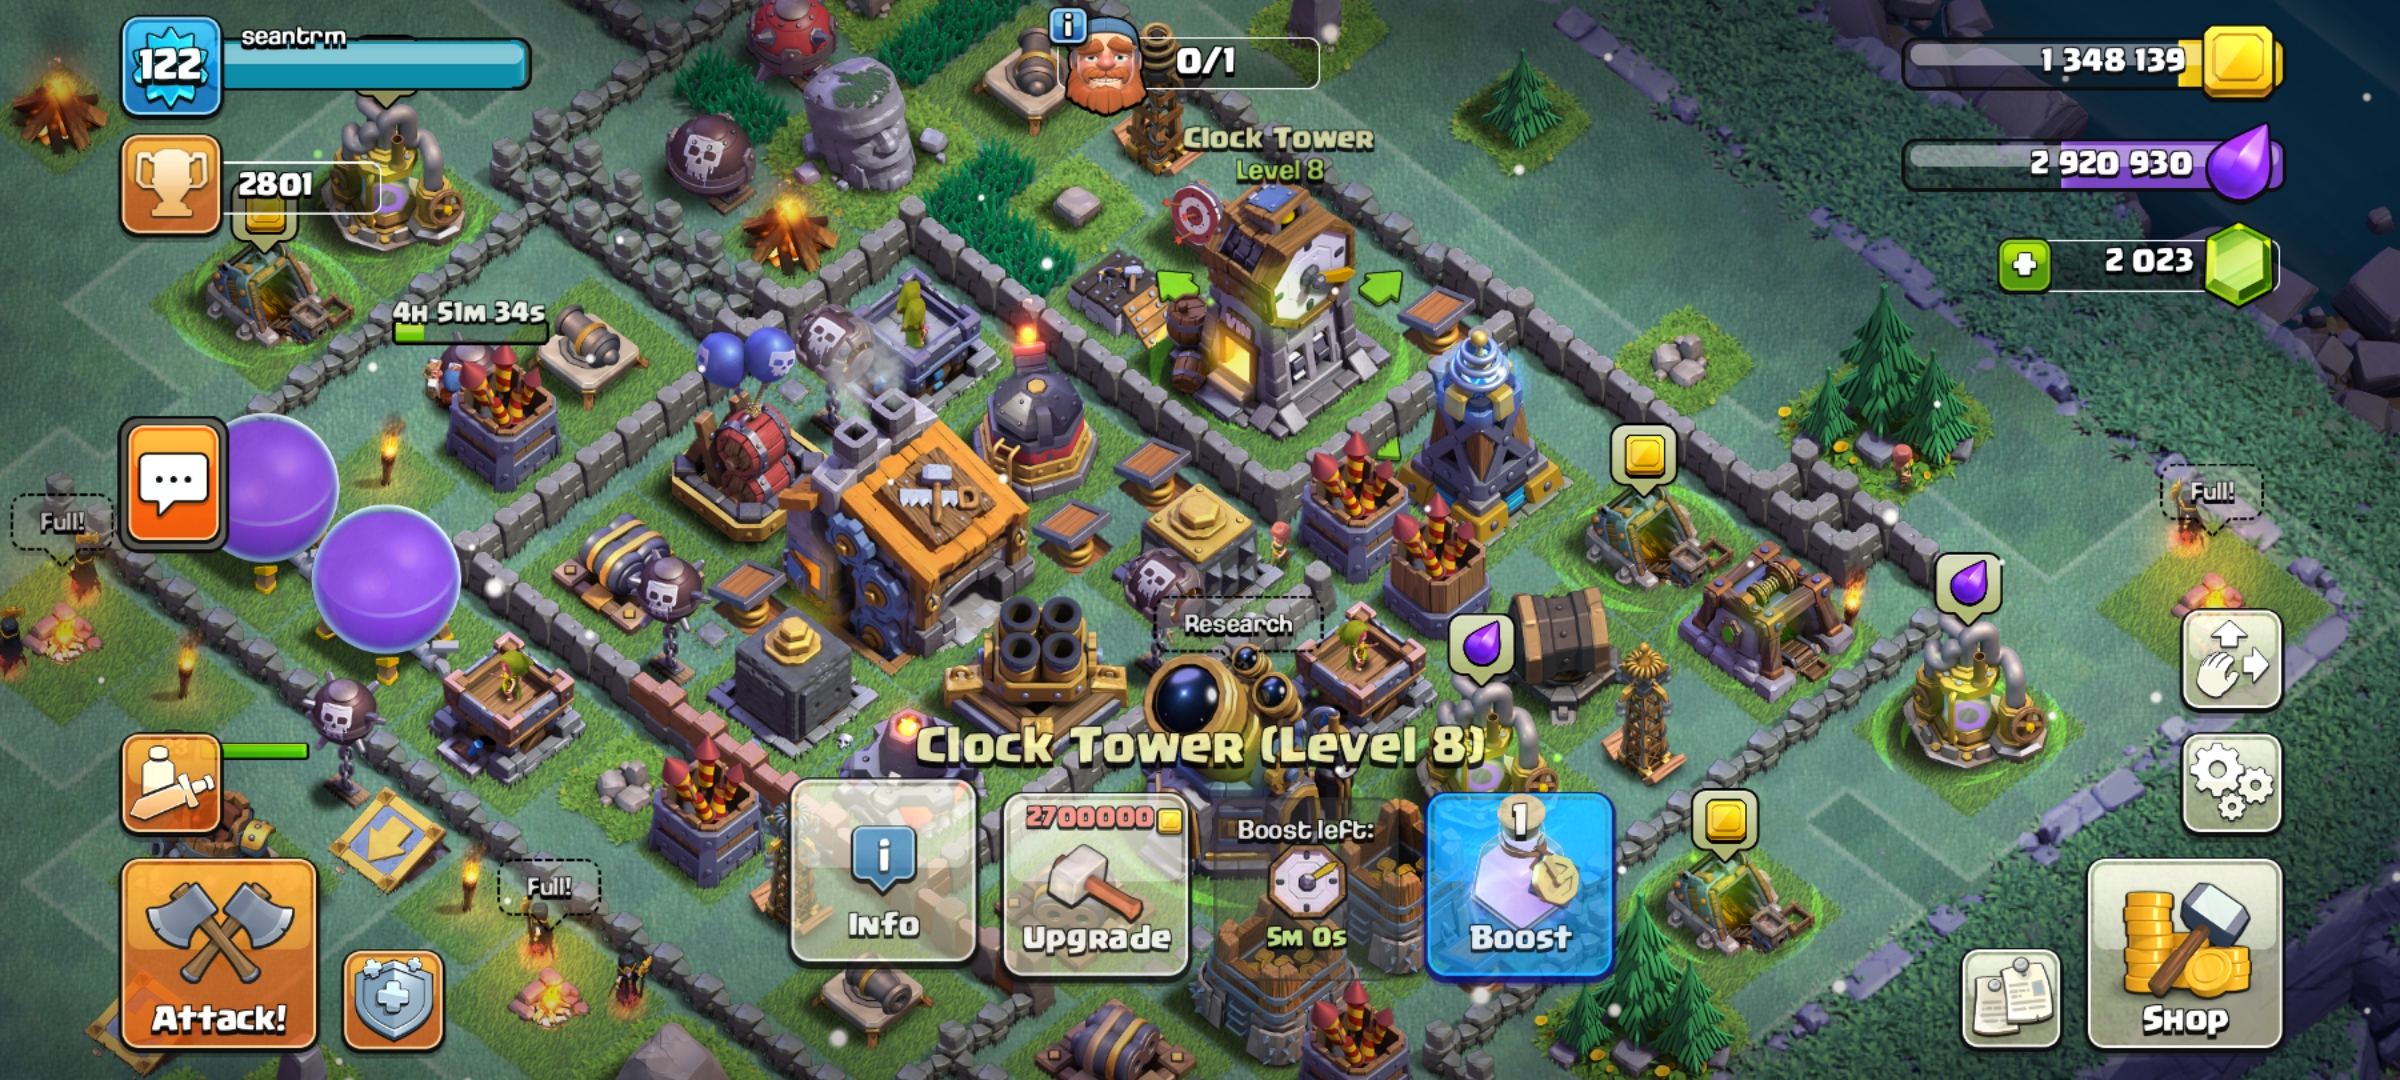 122
seantrm
i
0/1
1 348 139
Clock Tower
Level 8
2801
2 920 930
2 023
4H 51M 34s
VIII
Full!
Full!
Research
Clock Tower (Level 8)
Full!
2700000
Boost left:
1
i
Info
Upgrade
5M 0s
Boost
Attack!
Shop